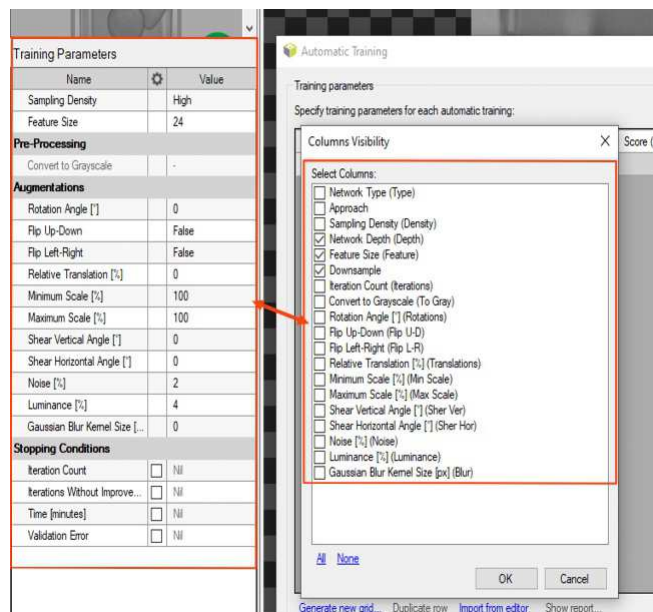 Training Parameters
Name Value
Sampling Density High
Feature Size 24
Pre-Processing
Convert to Grayscale -
Augmentations
Rotation Angle [°] 0
Flip Up-Down False
Flip Left-Right False
Relative Translation [%] 0
Minimum Scale [%] 100
Maximum Scale [%] 100
Shear Vertical Angle [°] 0
Shear Horizontal Angle [°] 0
Noise [%] 2
Luminance [%] 4
Gaussian Blur Kernel Size [... 0
Stopping Conditions
Iteration Count Nil
Iterations Without Improve... Nil
Time [minutes] Nil
Validation Error Nil
Automatic Training
Training parameters
Specify training parameters for each automatic training:
Columns Visibility
Score (
Select Columns:
Network Type (Type)
Approach
Sampling Density (Density)
Network Depth (Depth)
Feature Size (Feature)
Downsample
Iteration Count (Iterations)
Convert to Grayscale (To Gray)
Rotation Angle [°] (Rotations)
Flip Up-Down (Flip U-D)
Flip Left-Right (Flip L-R)
Relative Translation [%] (Translations)
Minimum Scale [%] (Min Scale)
Maximum Scale [%] (Max Scale)
Shear Vertical Angle [°] (Sher Ver)
Shear Horizontal Angle [°] (Sher Hor)
Noise [%] (Noise)
Luminance [%] (Luminance)
Gaussian Blur Kernel Size [px] (Blur)
All None
OK Cancel
Generate new grid... Duplicate row Import from editor Show report...